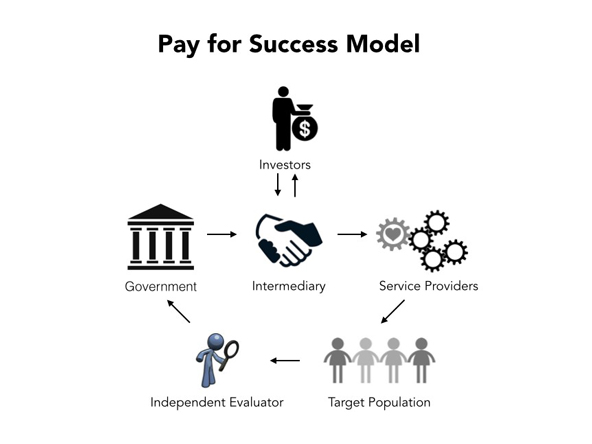 Pay for Success Model
$
Investors
Government
Intermediary
Service Providers
Independent Evaluator
Target Population